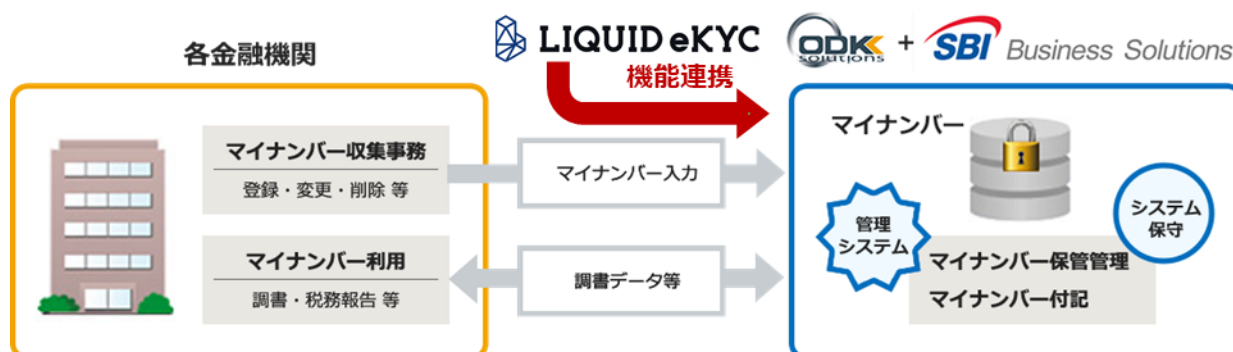 各金融機関
LIQUID eKYC
機能連携
ODK solutions + SBI Business Solutions
マイナンバー収集事務
登録・変更・削除 等
マイナンバー入力
マイナンバー
管理
システム
システム
保守
マイナンバー利用
調書・税務報告 等
調書データ等
マイナンバー保管管理
マイナンバー付記